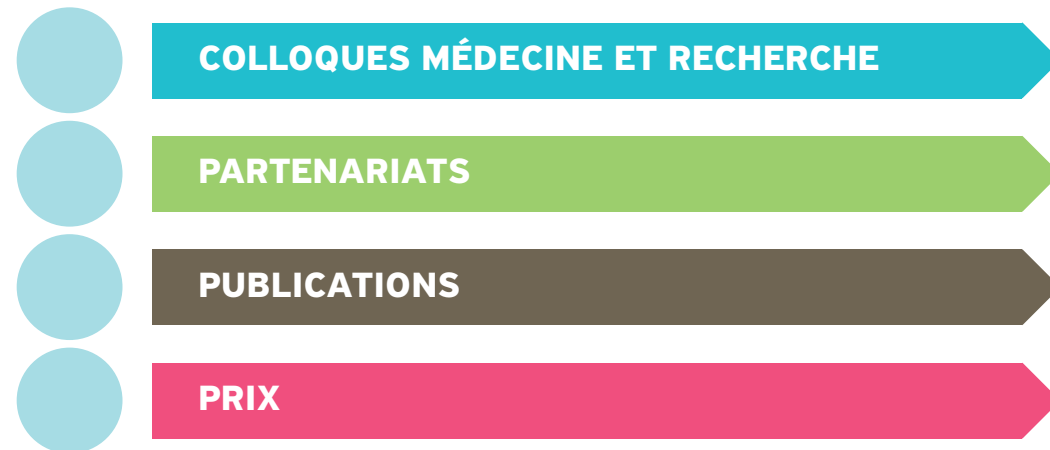 COLLOQUES MÉDECINE ET RECHERCHE
PARTENARIATS
PUBLICATIONS
PRIX